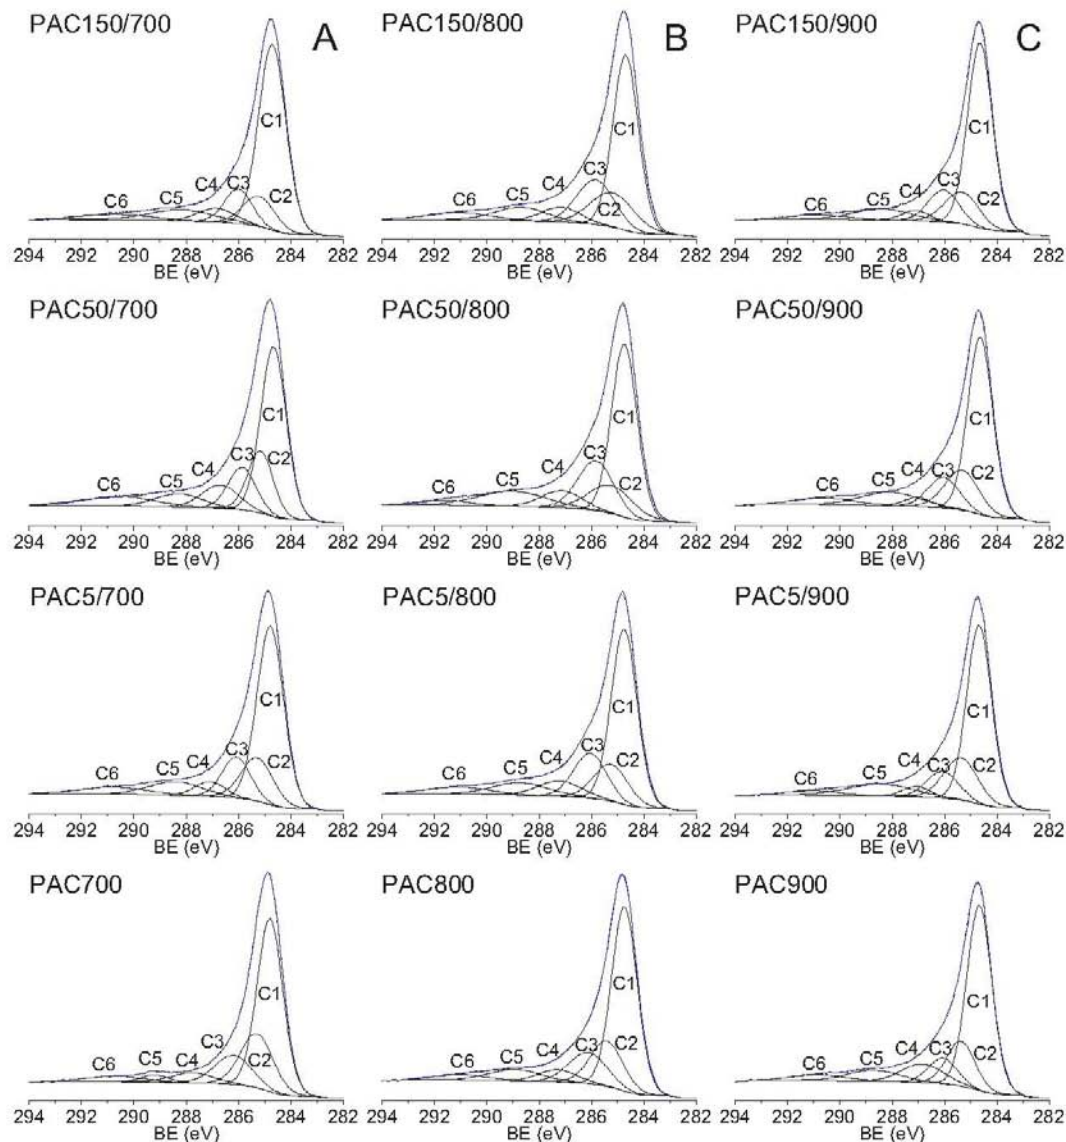 PAC150/700 A PAC150/800 B PAC150/900 C
C1 C1 C1
C6 C5 C4 C3 C2 C6 C5 C4 C3 C2 C6 C5 C4 C3 C2
294 292 290 288 286 284 282 294 292 290 288 286 284 282 294 292 290 288 286 284 282
BE (eV) BE (eV) BE (eV)
PAC50/700 PAC50/800 PAC50/900
C1 C1 C1
C6 C5 C4 C3 C2 C6 C5 C4 C3 C2 C6 C5 C4 C3 C2
294 292 290 288 286 284 282 294 292 290 288 286 284 282 294 292 290 288 286 284 282
BE (eV) BE (eV) BE (eV)
PAC5/700 PAC5/800 PAC5/900
C1 C1 C1
C6 C5 C4 C3 C2 C6 C5 C4 C3 C2 C6 C5 C4 C3 C2
294 292 290 288 286 284 282 294 292 290 288 286 284 282 294 292 290 288 286 284 282
BE (eV) BE (eV) BE (eV)
PAC700 PAC800 PAC900
C1 C1 C1
C6 C5 C4 C3 C2 C6 C5 C4 C3 C2 C6 C5 C4 C3 C2
294 292 290 288 286 284 282 294 292 290 288 286 284 282 294 292 290 288 286 284 282
BE (eV) BE (eV) BE (eV)